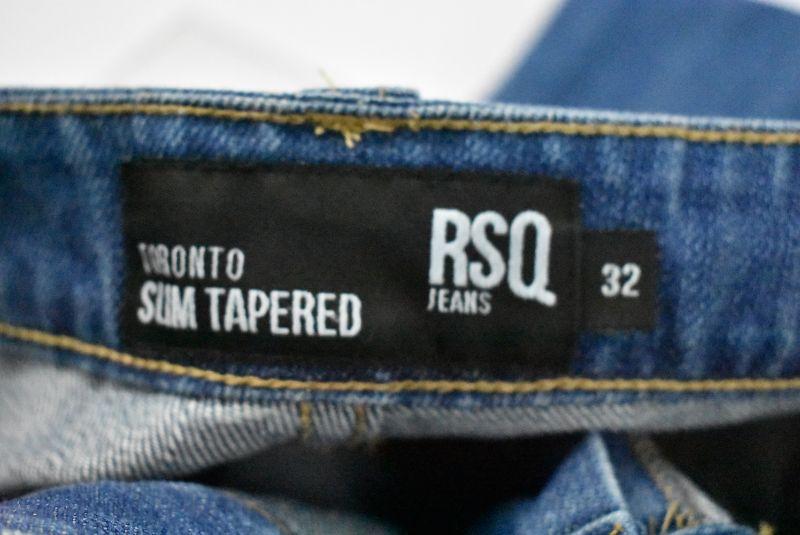 TORONTO
SLIM TAPERED
RSQ
JEANS
32